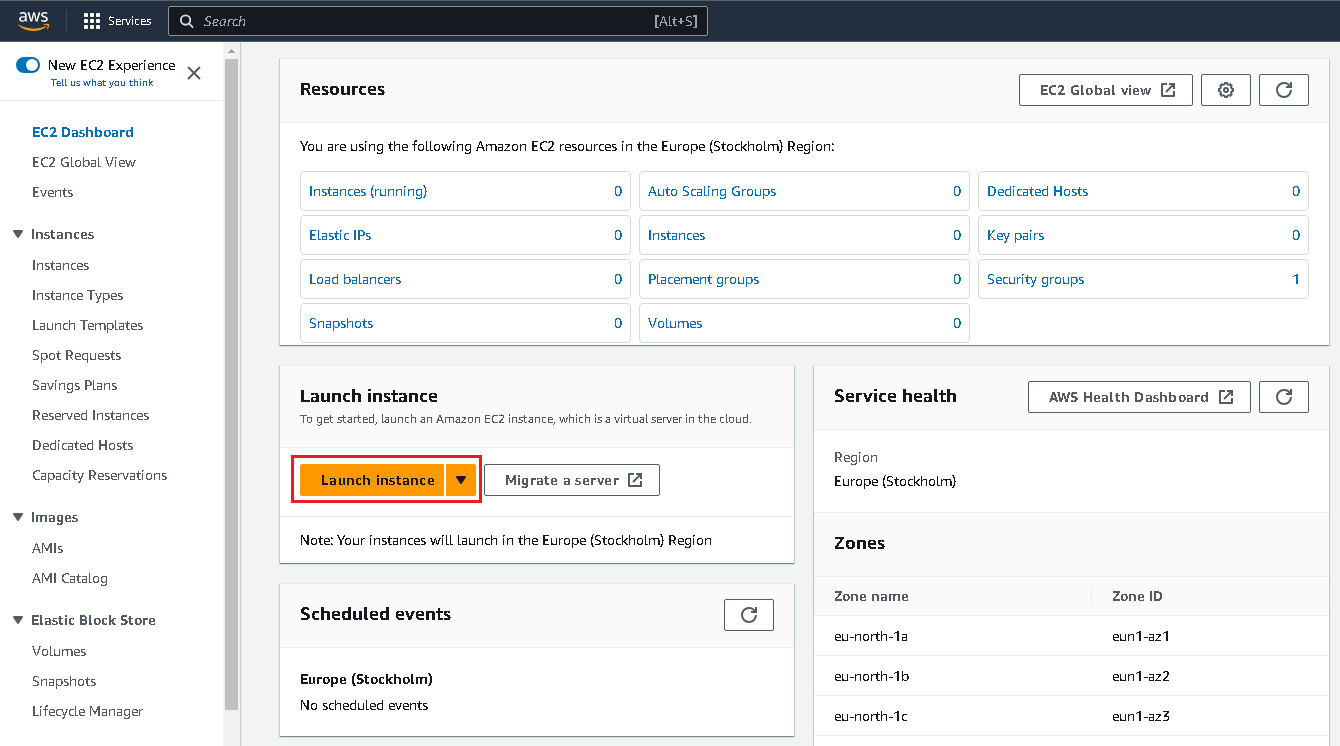 aws
Services
Search
[Alt+S]
New EC2 Experience
Tell us what you think
EC2 Dashboard
EC2 Global View
Events
Instances
Instances
Instance Types
Launch Templates
Spot Requests
Savings Plans
Reserved Instances
Dedicated Hosts
Capacity Reservations
Images
AMIs
AMI Catalog
Elastic Block Store
Volumes
Snapshots
Lifecycle Manager
Resources
EC2 Global view
You are using the following Amazon EC2 resources in the Europe (Stockholm) Region:
Instances (running) 0
Auto Scaling Groups 0
Dedicated Hosts 0
Elastic IPs 0
Instances 0
Key pairs 0
Load balancers 0
Placement groups 0
Security groups 1
Snapshots 0
Volumes 0
Launch instance
To get started, launch an Amazon EC2 instance, which is a virtual server in the cloud.
Launch instance
Migrate a server
Note: Your instances will launch in the Europe (Stockholm) Region
Scheduled events
Europe (Stockholm)
No scheduled events
Service health
AWS Health Dashboard
Region
Europe (Stockholm)
Zones
Zone name Zone ID
eu-north-1a eun1-az1
eu-north-1b eun1-az2
eu-north-1c eun1-az3